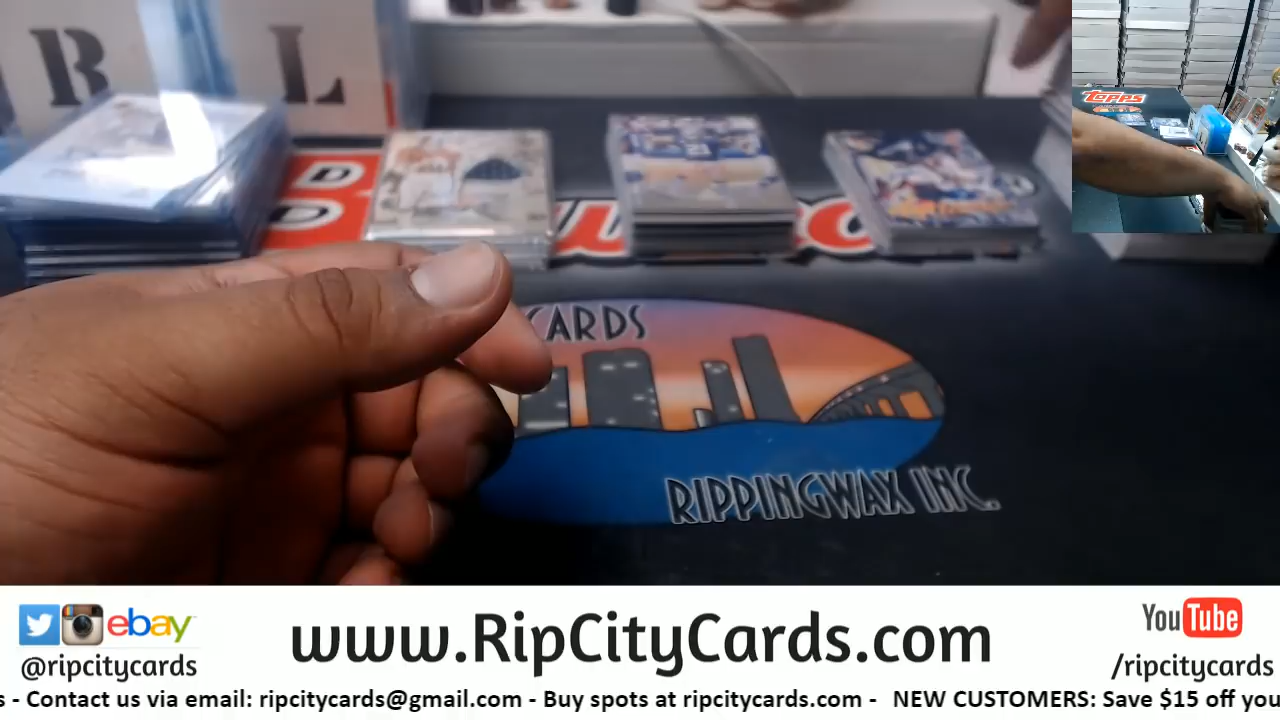 B L
D
D
CARDS
RIPPINGWAX INC.
Topps
21
ebay
@ripcitycards
www.RipCityCards.com
YouTube
/ripcitycards
s - Contact us via email: ripcitycards@gmail.com - Buy spots at ripcitycards.com - NEW CUSTOMERS: Save $15 off you